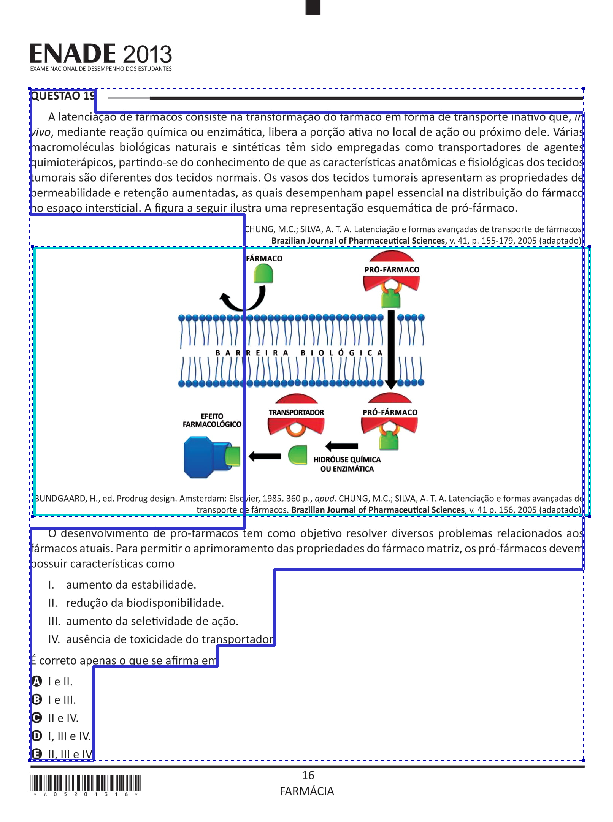 ENADE 2013
EXAME NACIONAL DE DESEMPENHO DOS ESTUDANTES
QUESTÃO 19
A latenciação de fármacos consiste na transformação do fármaco em forma de transporte inativo que, in
vivo, mediante reação química ou enzimática, libera a porção ativa no local de ação ou próximo dele. Várias
macromoléculas biológicas naturais e sintéticas têm sido empregadas como transportadores de agentes
quimioterápicos, partindo-se do conhecimento de que as características anatômicas e fisiológicas dos tecidos
tumorais são diferentes dos tecidos normais. Os vasos dos tecidos tumorais apresentam as propriedades de
permeabilidade e retenção aumentadas, as quais desempenham papel essencial na distribuição do fármaco
no espaço intersticial. A figura a seguir ilustra uma representação esquemática de pró-fármaco.
CHUNG, M.C.; SILVA, A. T. A. Latenciação e formas avançadas de transporte de fármacos.
Brazilian Journal of Pharmaceutical Sciences, v. 41, p. 155-179, 2005 (adaptado).
FÁRMACO
PRÓ-FÁRMACO
BARREIRA BIOLÓGICA
EFEITO
FARMACOLÓGICO
TRANSPORTADOR
PRÓ-FÁRMACO
HIDRÓLISE QUÍMICA
OU ENZIMÁTICA
BUNDGAARD, H., ed. Prodrug design. Amsterdam: Elsevier, 1985. 360 p., apud. CHUNG, M.C.; SILVA, A. T. A. Latenciação e formas avançadas de
transporte de fármacos. Brazilian Journal of Pharmaceutical Sciences, v. 41 p. 156, 2005 (adaptado).
O desenvolvimento de pró-fármacos tem como objetivo resolver diversos problemas relacionados aos
fármacos atuais. Para permitir o aprimoramento das propriedades do fármaco matriz, os pró-fármacos devem
possuir características como
I. aumento da estabilidade.
II. redução da biodisponibilidade.
III. aumento da seletividade de ação.
IV. ausência de toxicidade do transportador.
É correto apenas o que se afirma em
A I e II.
B I e III.
C II e IV.
D I, III e IV.
E II, III e IV.
16
FARMÁCIA